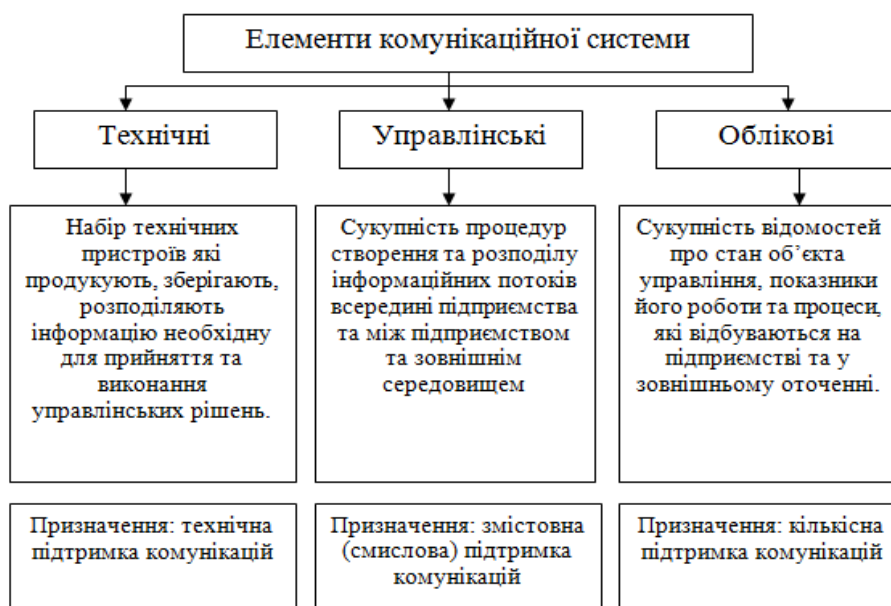 Елементи комунікаційної системи
Технічні
Управлінські
Облікові
Набір технічних
пристроїв які
продукують, зберігають,
розподіляють
інформацію необхідну
для прийняття та
виконання
управлінських рішень.
Сукупність процедур
створення та розподілу
інформаційних потоків
всередині підприємства
та між підприємством
та зовнішнім
середовищем
Сукупність відомостей
про стан об’єкта
управління, показники
його роботи та процеси,
які відбуваються на
підприємстві та у
зовнішньому оточенні.
Призначення: технічна
підтримка комунікацій
Призначення: змістовна
(смислова) підтримка
комунікацій
Призначення: кількісна
підтримка комунікацій